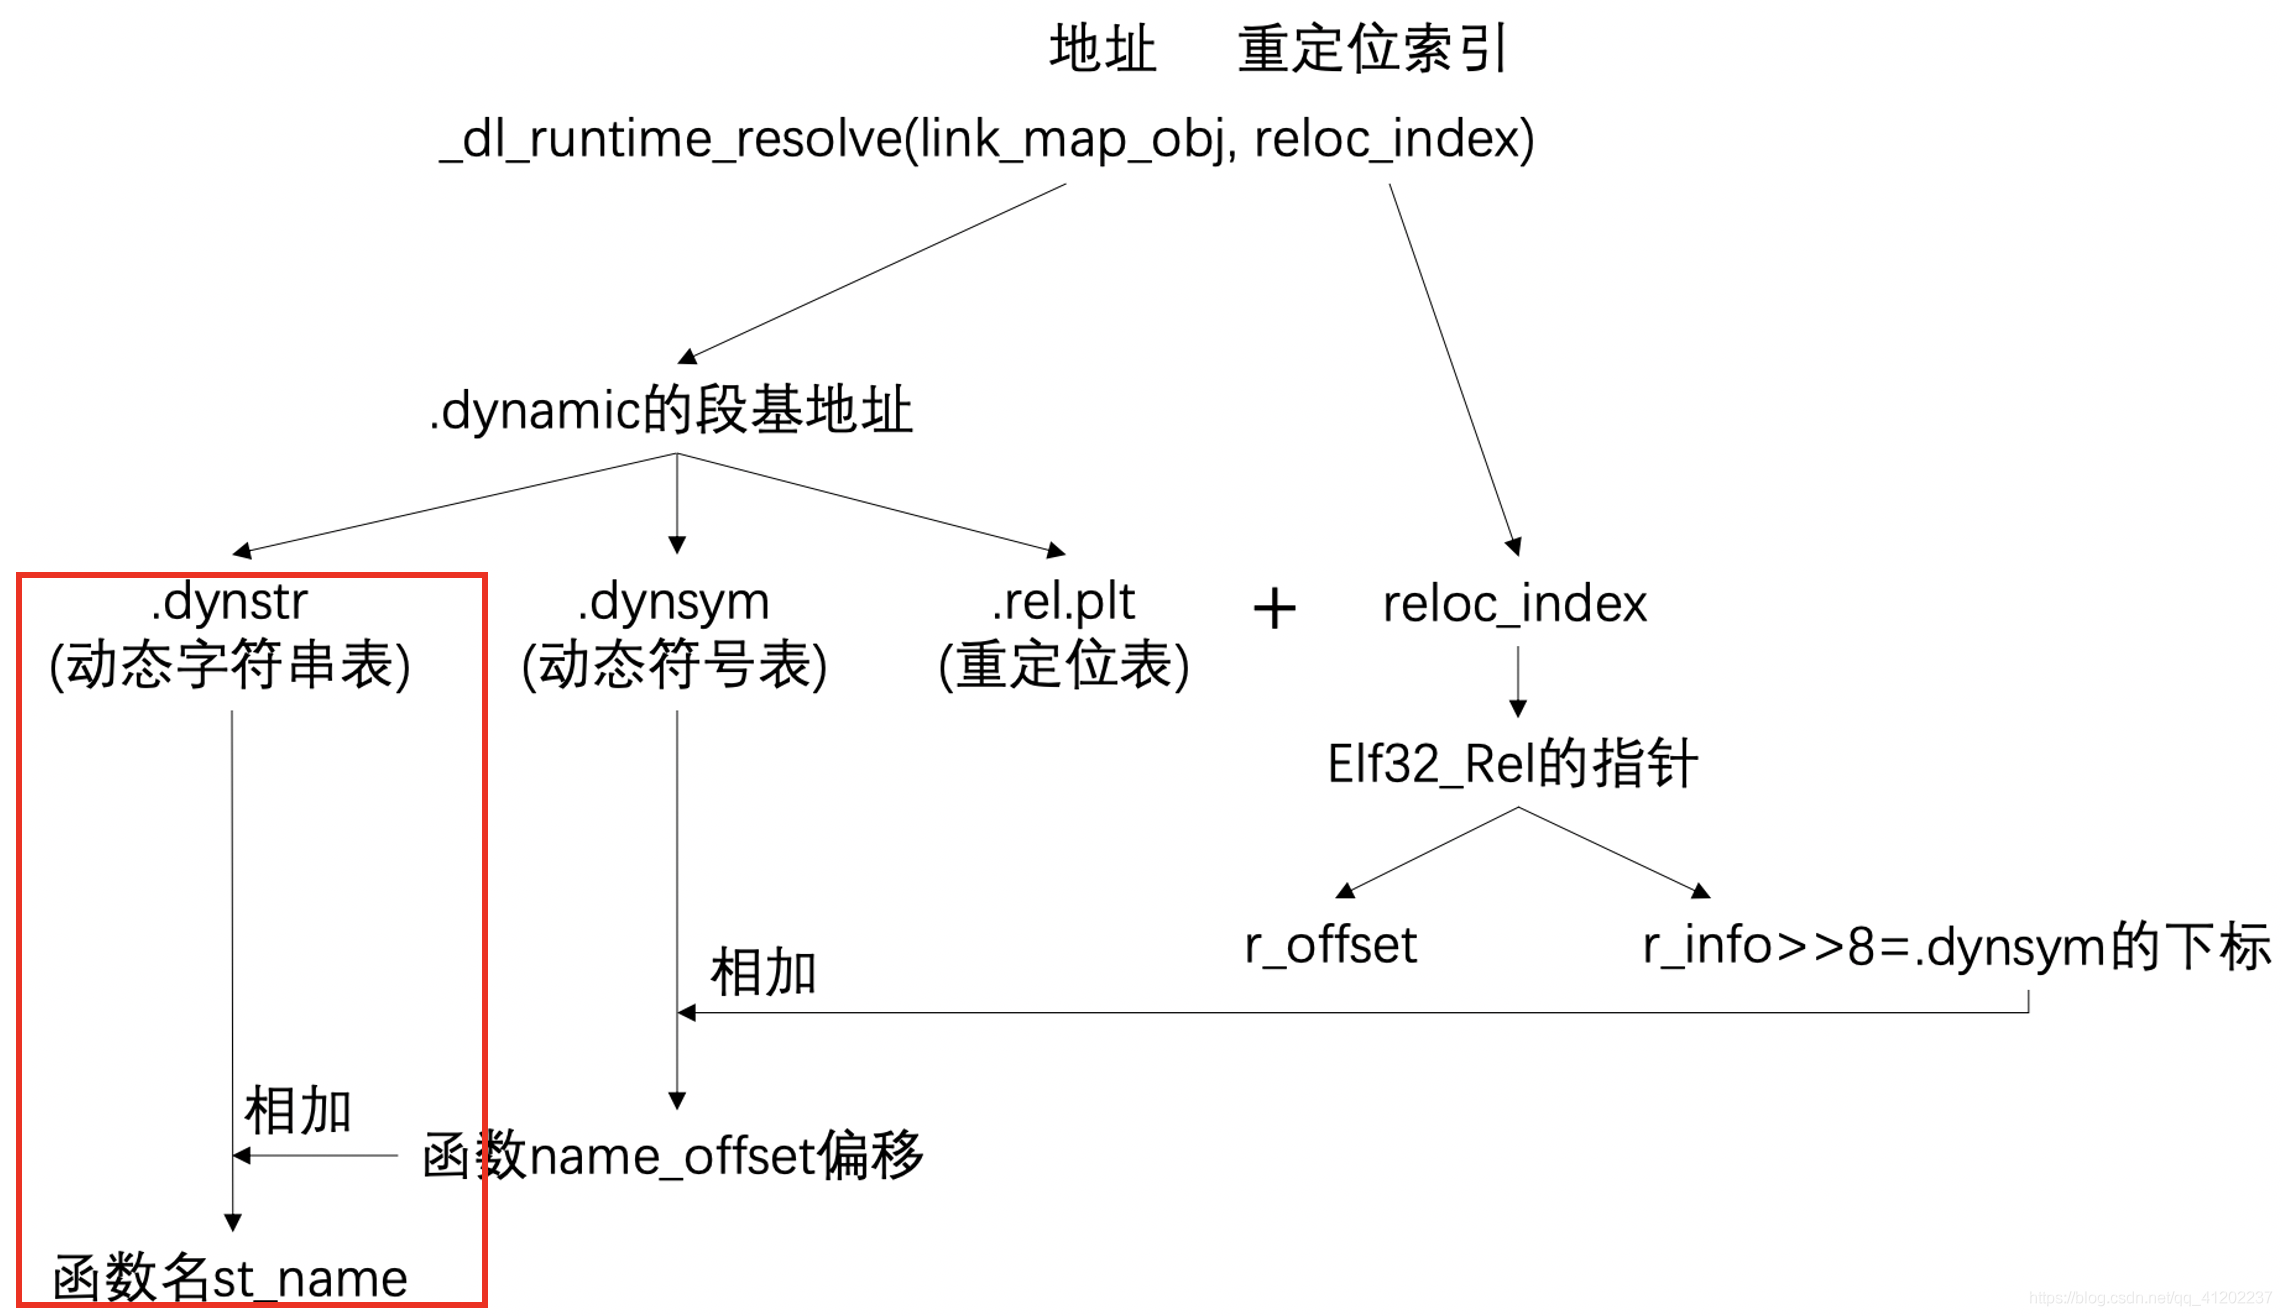 地址 重定位索引
_dl_runtime_resolve(link_map_obj, reloc_index)
.dynamic的段基地址
.dynstr
(动态字符串表)
.dynsym
(动态符号表)
.rel.plt
(重定位表)
+
reloc_index
Elf32_Rel的指针
r_offset
r_info>>8=.dynsym的下标
相加
相加
函数name_offset偏移
函数名st_name
https://blog.csdn.net/qq_41202237